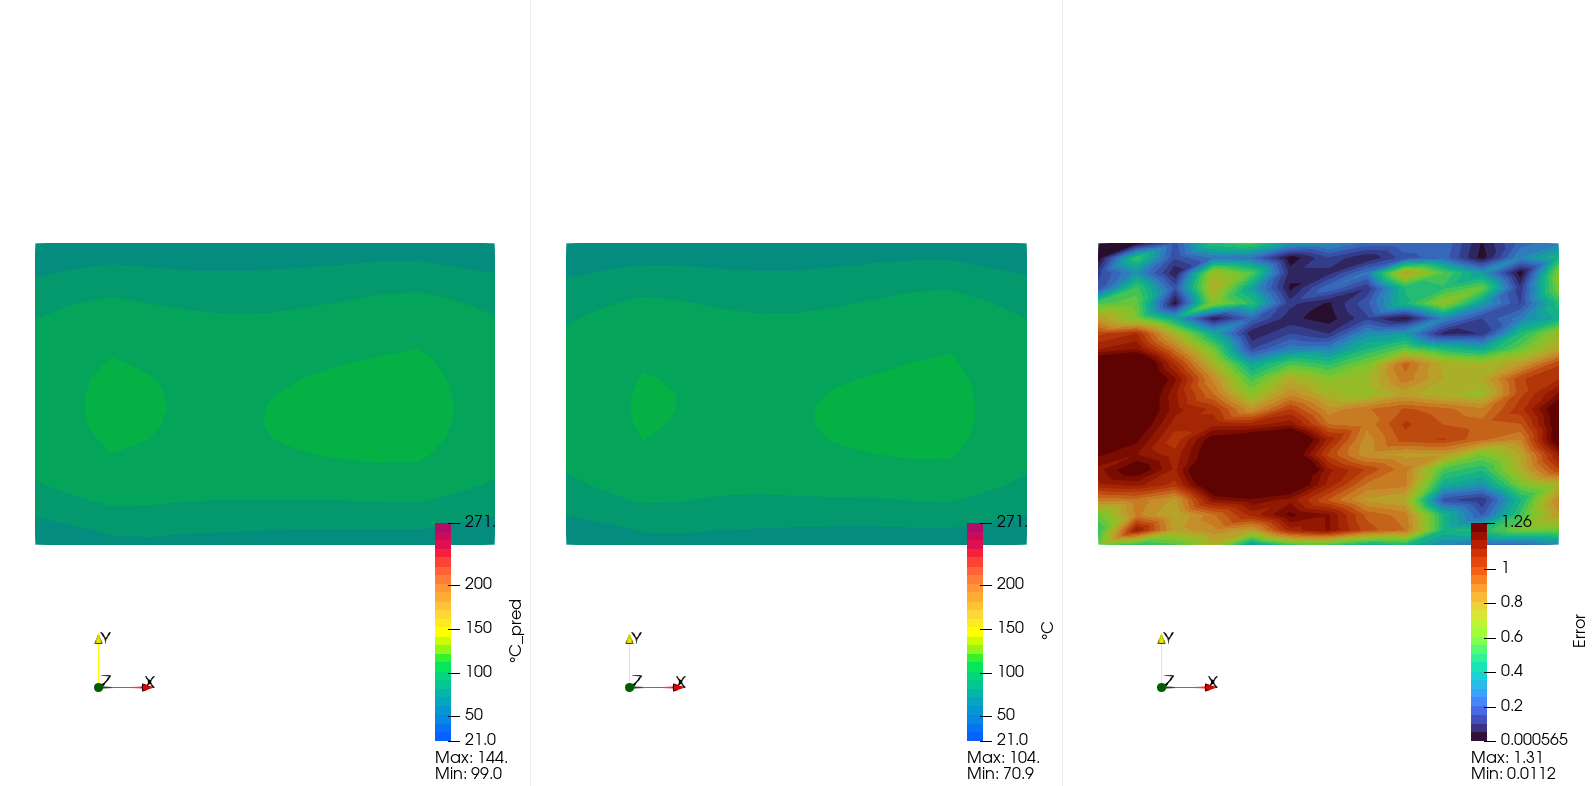 271.
200
150
100
50
21.0
°C_pred
Max: 144.
Min: 99.0
Y
Z
X
271.
200
150
100
50
21.0
°C
Max: 104.
Min: 70.9
Y
Z
X
1.26
1
0.8
0.6
0.4
0.2
0.000565
Error
Max: 1.31
Min: 0.0112
Y
Z
X